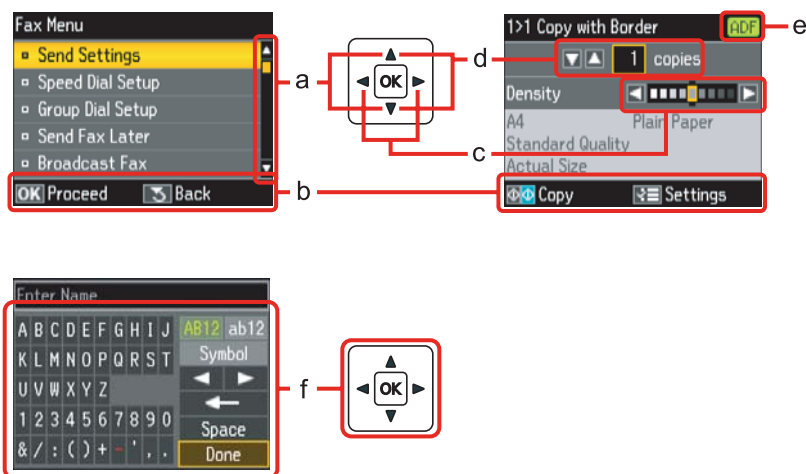 Fax Menu
Send Settings
Speed Dial Setup
Group Dial Setup
Send Fax Later
Broadcast Fax
OK Proceed Back
a
b
OK
d
c
1>1 Copy with Border ADF
e
1 copies
Density
A4 Plain Paper
Standard Quality
Actual Size
Copy Settings
Enter Name
A B C D E F G H I J AB12 ab12
K L M N O P Q R S T Symbol
U V W X Y Z
1 2 3 4 5 6 7 8 9 0 Space
& / : ( ) + - ' , . Done
f
OK